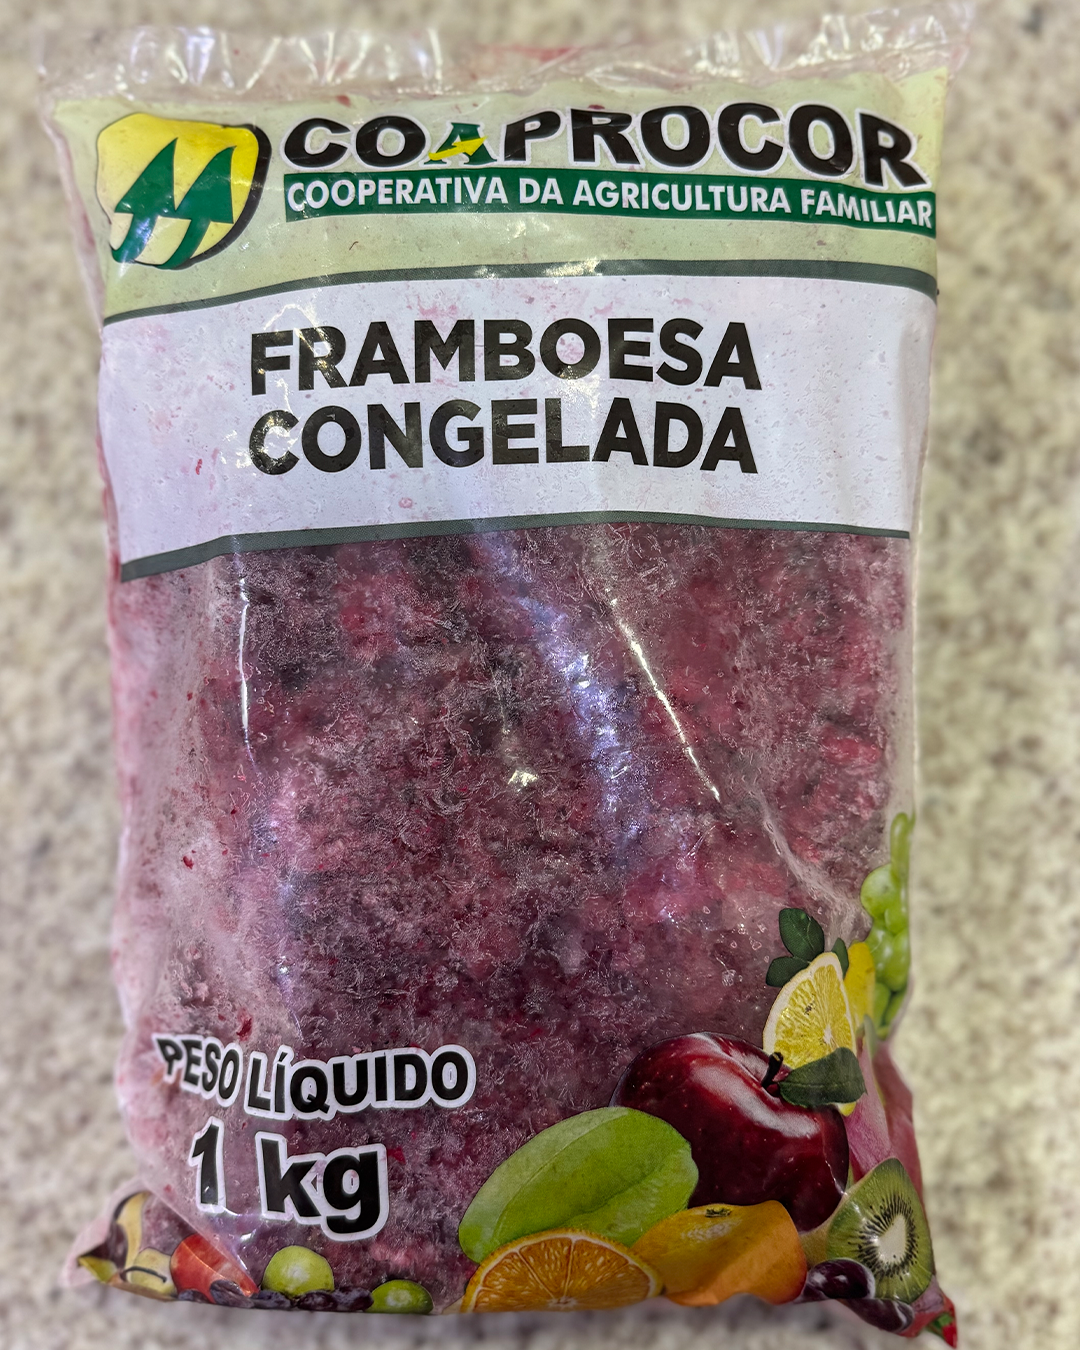 COAPROCOR
COOPERATIVA DA AGRICULTURA FAMILIAR
FRAMBOESA
CONGELADA
PESO LÍQUIDO
1 kg